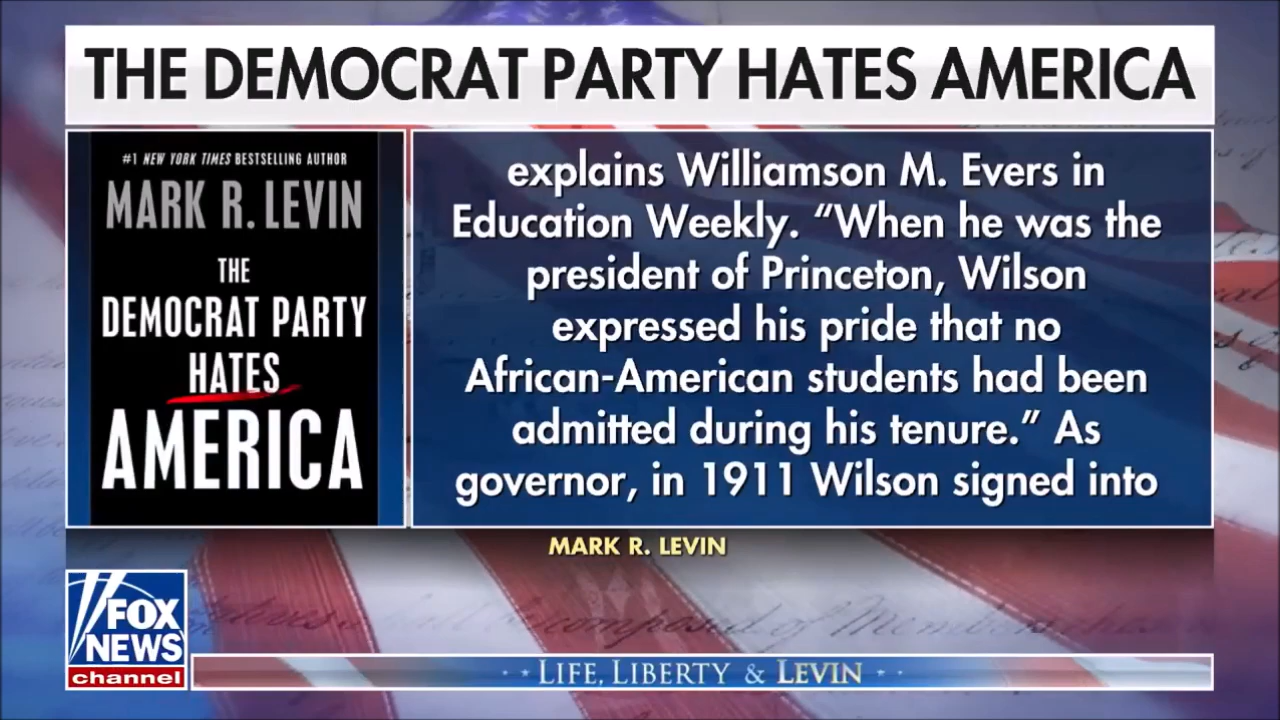 THE DEMOCRAT PARTY HATES AMERICA
#1 NEW YORK TIMES BESTSELLING AUTHOR
MARK R. LEVIN
THE
DEMOCRAT PARTY
HATES
AMERICA
explains Williamson M. Evers in
Education Weekly. “When he was the
president of Princeton, Wilson
expressed his pride that no
African-American students had been
admitted during his tenure.” As
governor, in 1911 Wilson signed into
MARK R. LEVIN
FOX
NEWS
channel
LIFE, LIBERTY & LEVIN